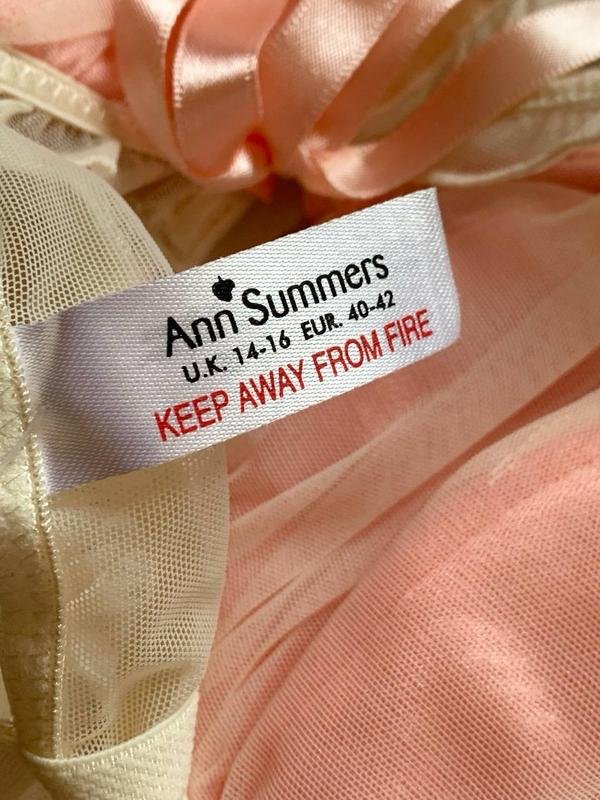 Ann Summers
U.K. 14-16 EUR. 40-42
KEEP AWAY FROM FIRE